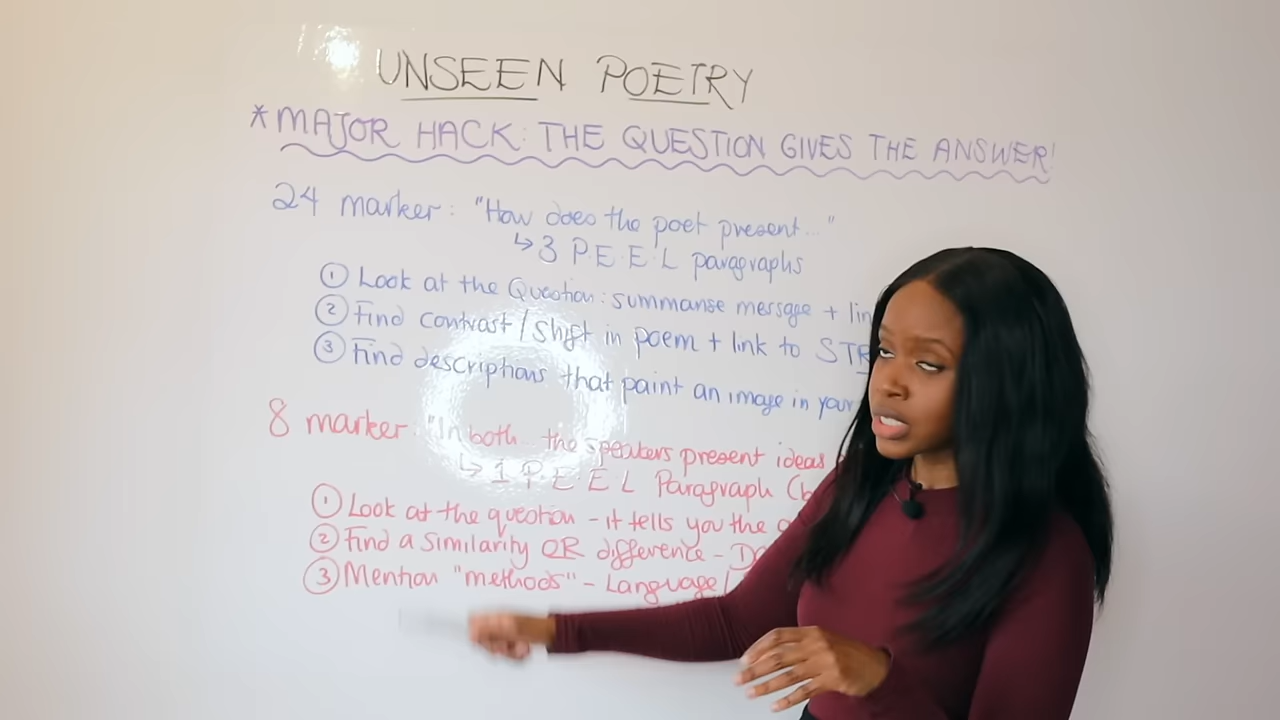 UNSEEN POETRY
*MAJOR HACK: THE QUESTION GIVES THE ANSWER!
24 marker: "How does the poet present..."
↳ 3 P.E.E.L paragraphs
① Look at the Question: summarise message + lin
② Find contrast/shift in poem + link to STR
③ Find descriptions that paint an image in your
8 marker: "In both... the speakers present ideas
↳ 1 P.E.E.L Paragraph (b
① Look at the question - it tells you the
② Find a similarity OR difference - DO
③ Mention "methods" - Language/